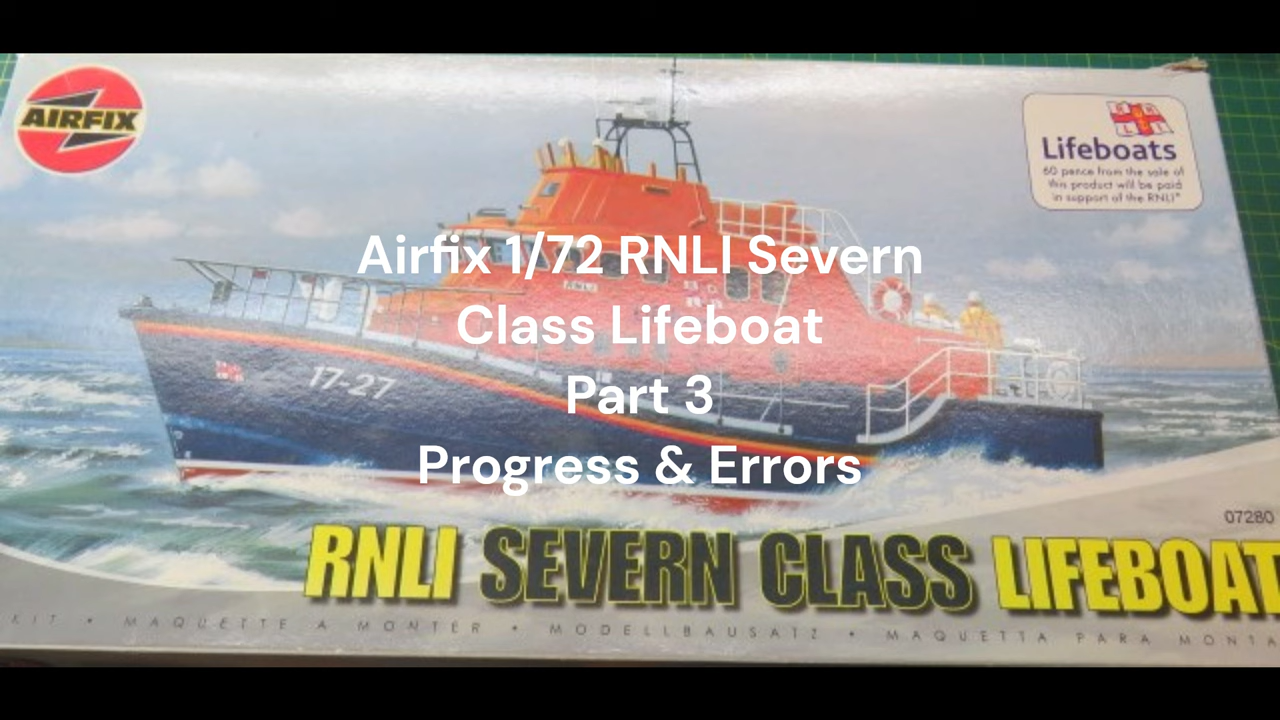 AIRFIX
RNLI
Lifeboats
60 pence from the sale of
this product will be paid
in support of the RNLI*
Airfix 1/72 RNLI Severn
Class Lifeboat
Part 3
Progress & Errors
RNLI
17-27
07280
RNLI SEVERN CLASS LIFEBOAT
KIT • MAQUETTE A MONTER • MODELLBAUSATZ • MAQUETTA PARA MONTA